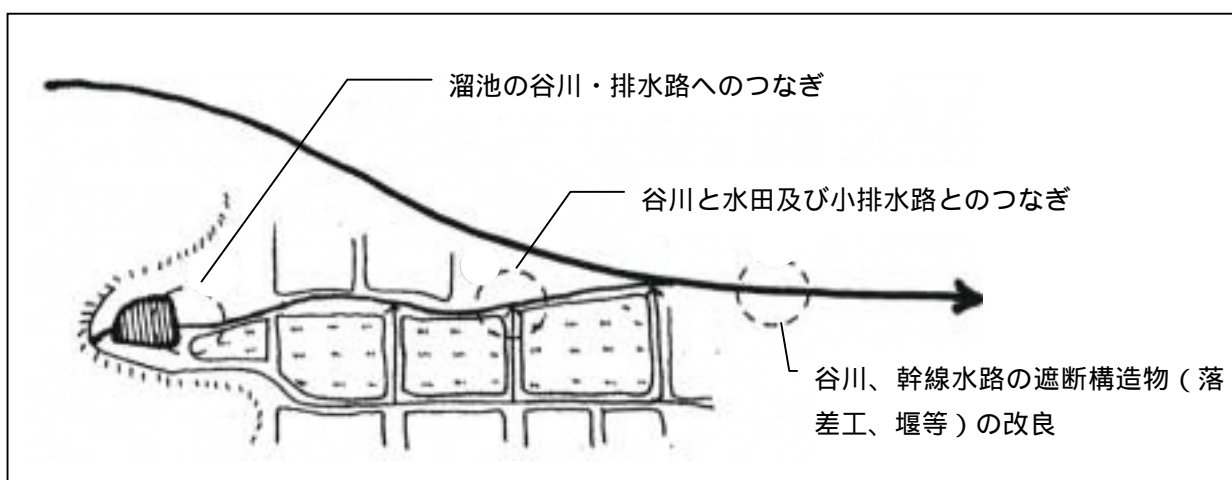 溜池の谷川・排水路へのつなぎ
谷川と水田及び小排水路とのつなぎ
谷川、幹線水路の遮断構造物（落
差工、堰等）の改良